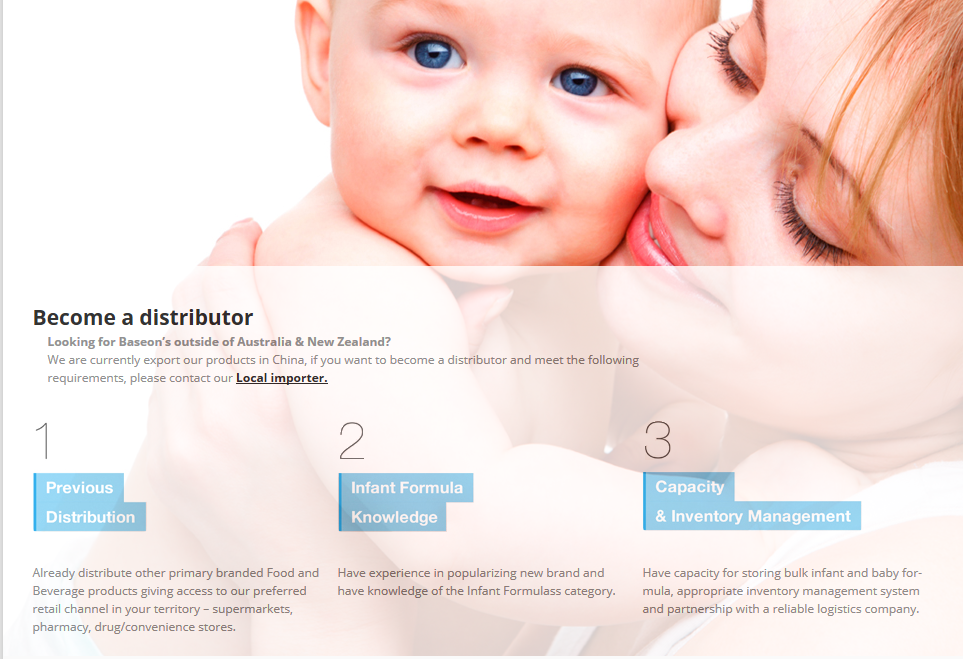 Become a distributor
Looking for Baseon’s outside of Australia & New Zealand?
We are currently export our products in China, if you want to become a distributor and meet the following
requirements, please contact our Local importer.
1
Previous
Distribution
Already distribute other primary branded Food and
Beverage products giving access to our preferred
retail channel in your territory – supermarkets,
pharmacy, drug/convenience stores.
2
Infant Formula
Knowledge
Have experience in popularizing new brand and
have knowledge of the Infant Formulass category.
3
Capacity
& Inventory Management
Have capacity for storing bulk infant and baby for-
mula, appropriate inventory management system
and partnership with a reliable logistics company.